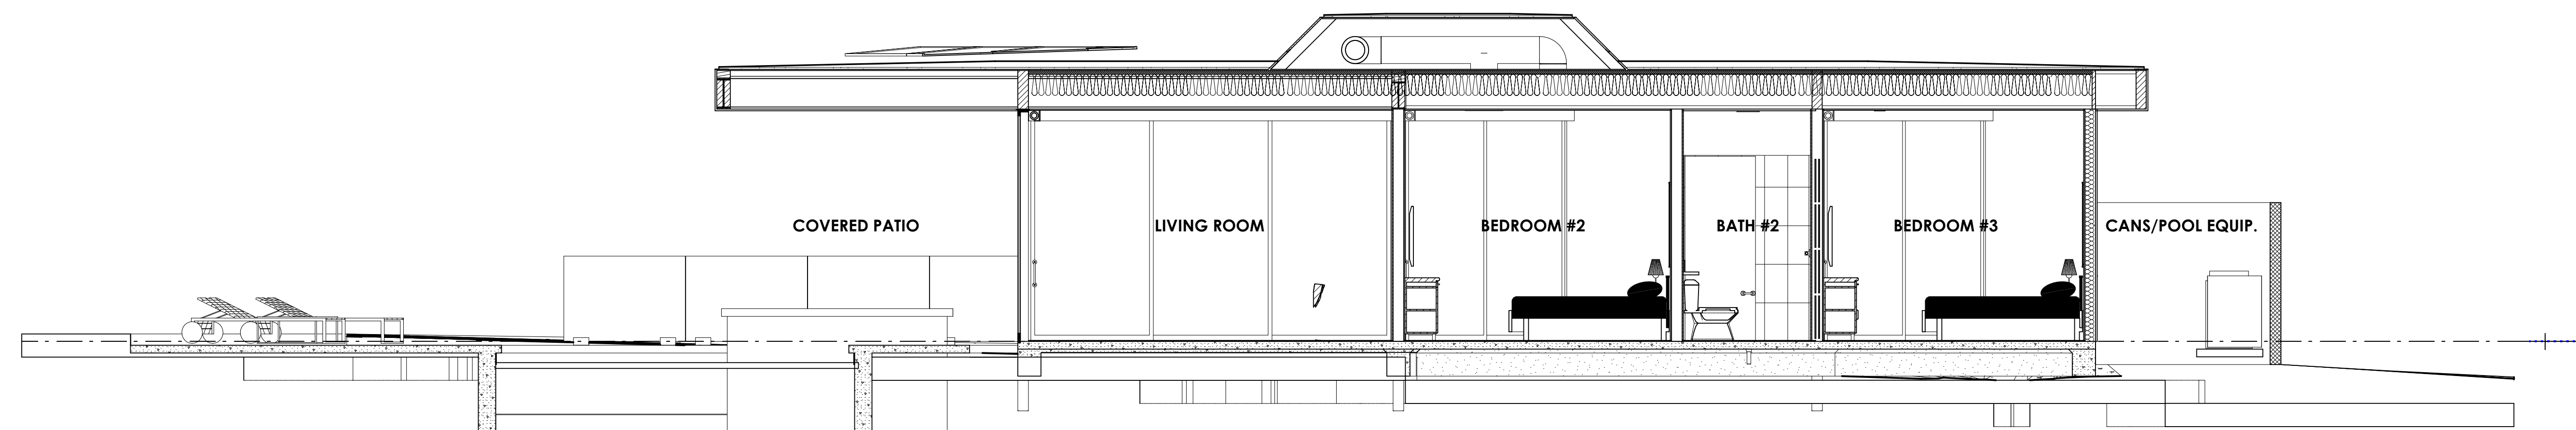 COVERED PATIO
LIVING ROOM
BEDROOM #2
BATH #2
BEDROOM #3
CANS/POOL EQUIP.